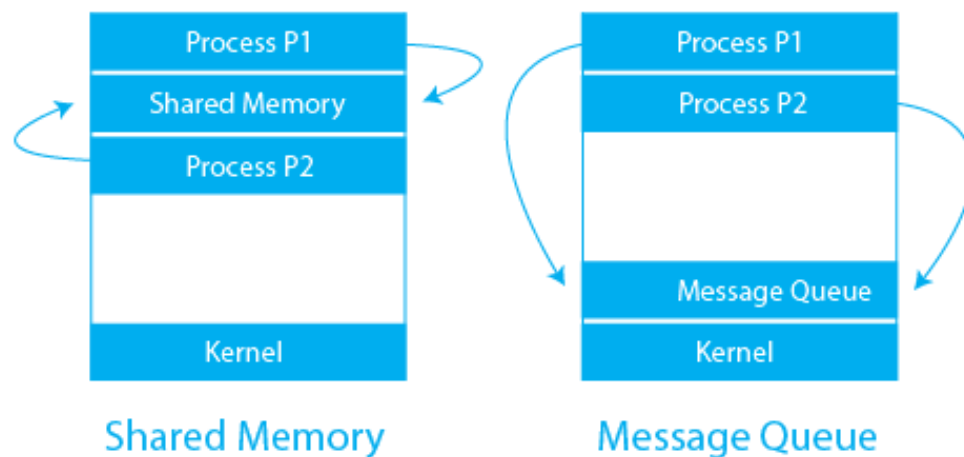 Process P1
Shared Memory
Process P2
Kernel
Shared Memory
Process P1
Process P2
Message Queue
Kernel
Message Queue